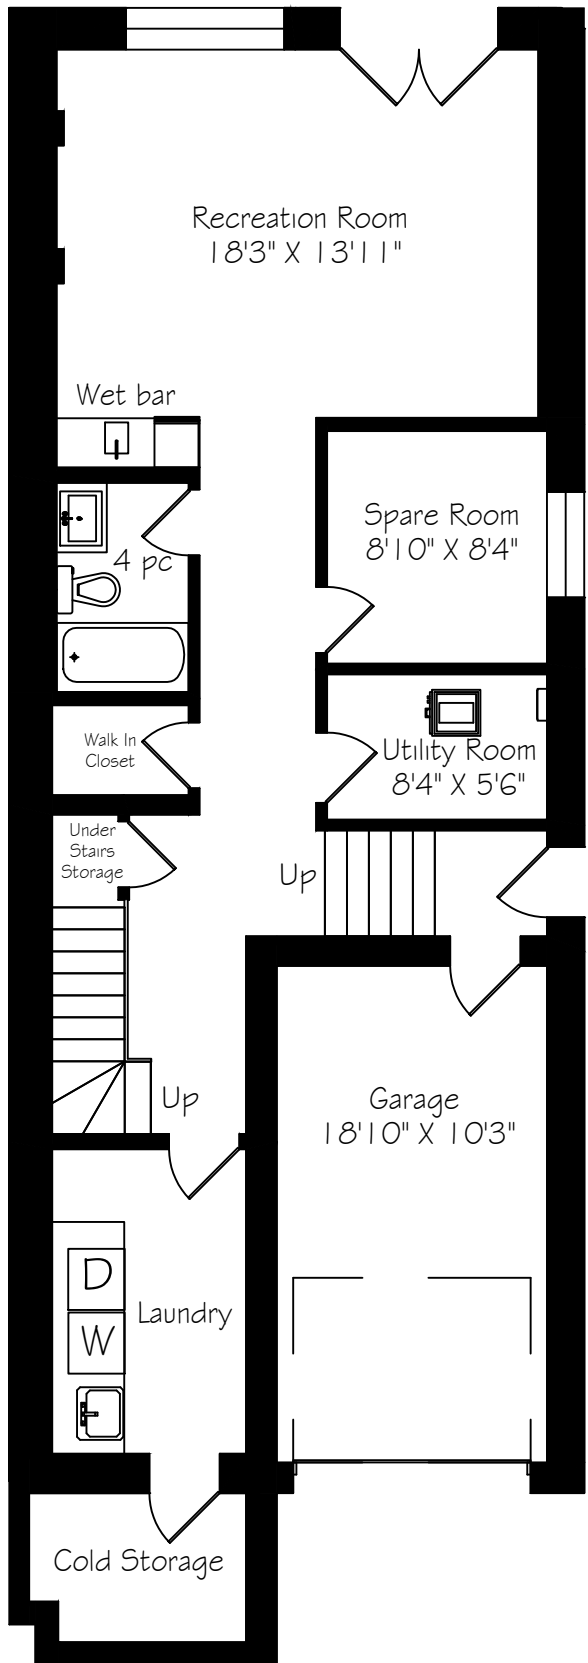 Recreation Room
18'3" X 13'11"
Wet bar
4 pc
Spare Room
8'10" X 8'4"
Walk In
Closet
Utility Room
8'4" X 5'6"
Under
Stairs
Storage
Up
Up
Garage
18'10" X 10'3"
D
W
Laundry
Cold Storage